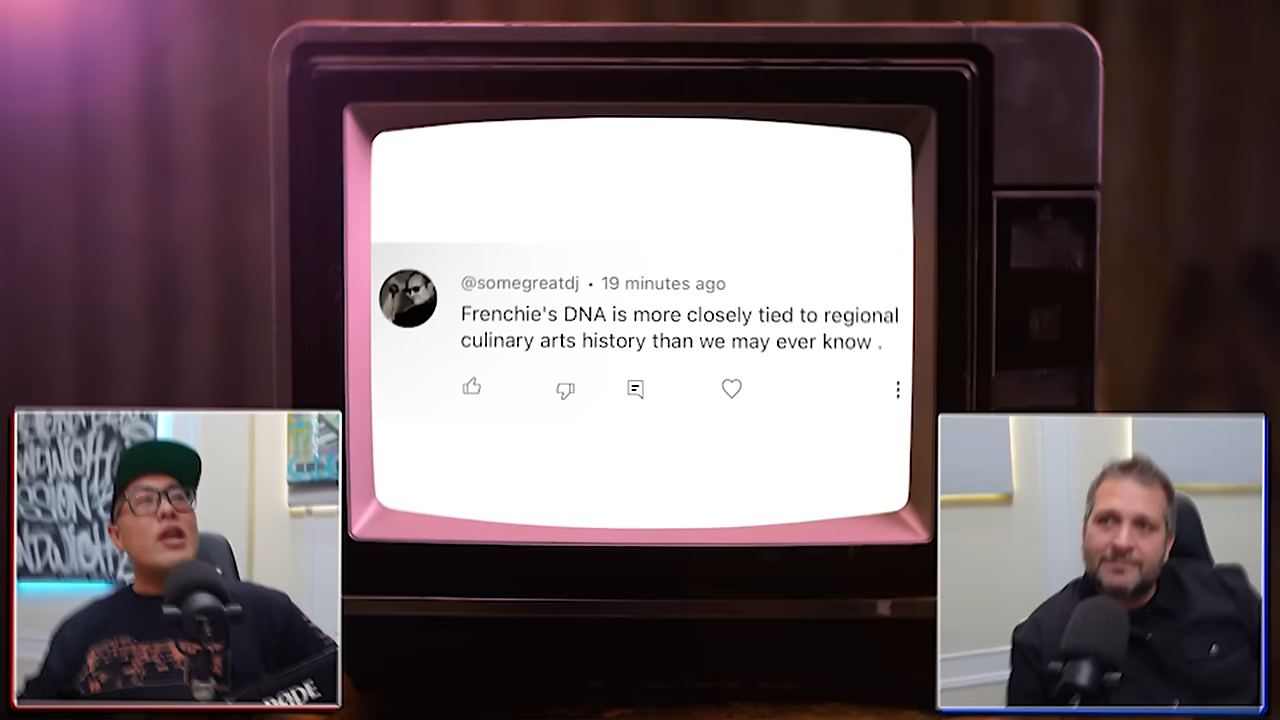 @somegreatdj • 19 minutes ago
Frenchie's DNA is more closely tied to regional
culinary arts history than we may ever know .